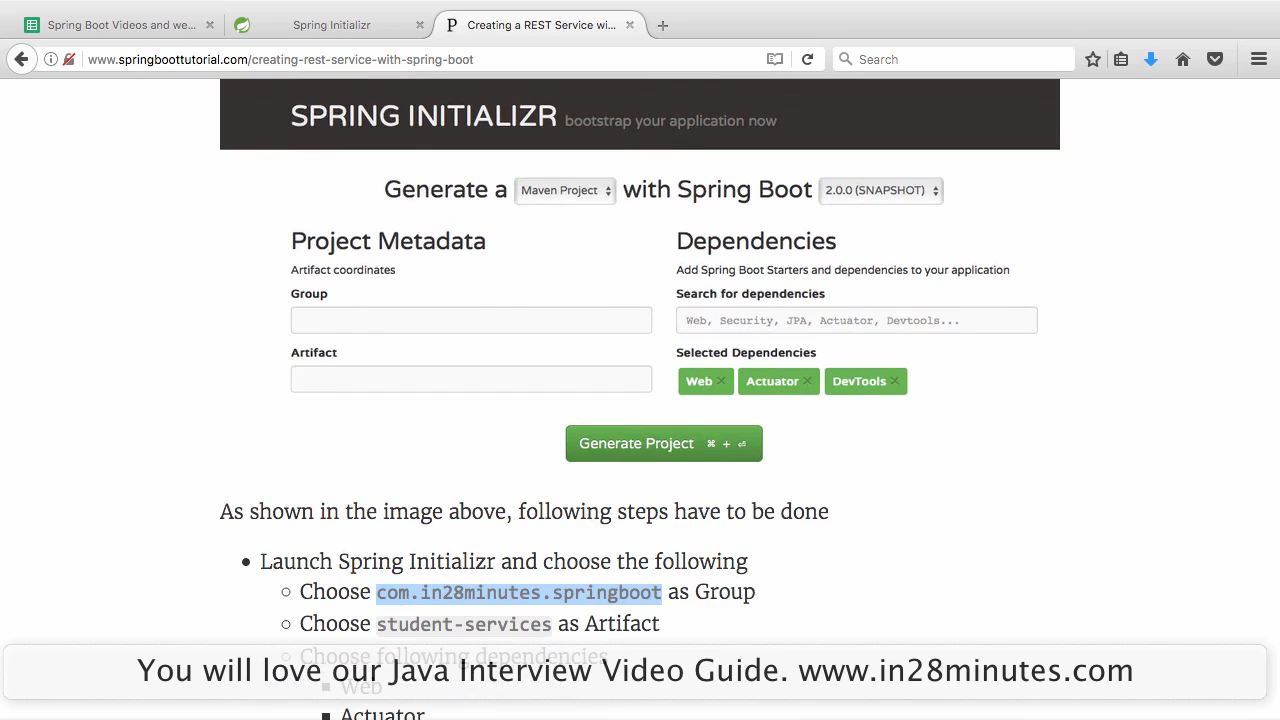 Spring Boot Videos and we...
Spring Initializr
Creating a REST Service wi...
www.springboottutorial.com/creating-rest-service-with-spring-boot
Search
SPRING INITIALIZR bootstrap your application now
Generate a Maven Project with Spring Boot 2.0.0 (SNAPSHOT)
Project Metadata
Artifact coordinates
Group
Artifact
Dependencies
Add Spring Boot Starters and dependencies to your application
Search for dependencies
Web, Security, JPA, Actuator, Devtools...
Selected Dependencies
Web × Actuator × DevTools ×
Generate Project ⌘ + ⏎
As shown in the image above, following steps have to be done
• Launch Spring Initializr and choose the following
○ Choose com.in28minutes.springboot as Group
○ Choose student-services as Artifact
○ Choose following dependencies
You will love our Java Interview Video Guide. www.in28minutes.com
▪ Web
▪ Actuator